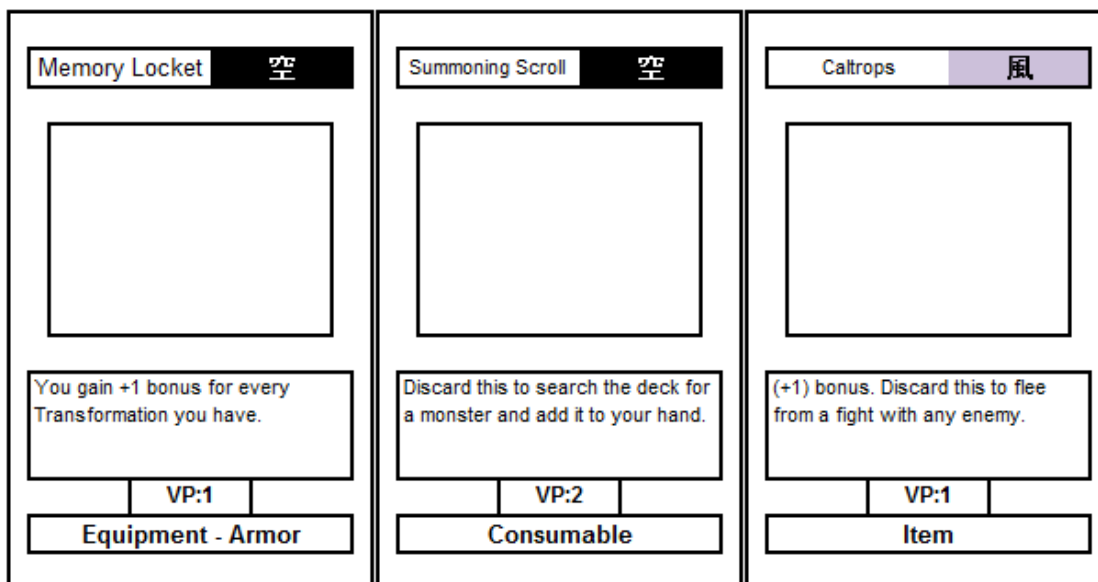 Memory Locket 空
You gain +1 bonus for every
Transformation you have.
VP:1
Equipment - Armor
Summoning Scroll 空
Discard this to search the deck for
a monster and add it to your hand.
VP:2
Consumable
Caltrops 風
(+1) bonus. Discard this to flee
from a fight with any enemy.
VP:1
Item